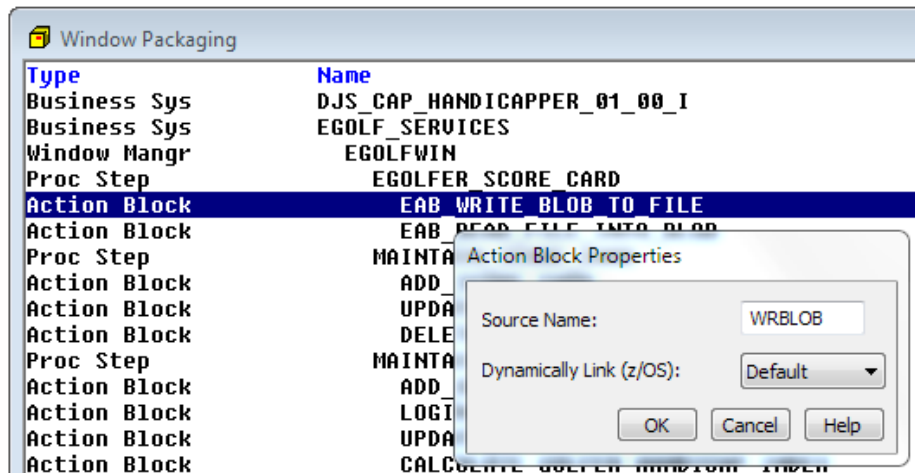 Window Packaging
Type Name
Business Sys DJS_CAP_HANDICAPPER_01_00_I
Business Sys EGOLF_SERVICES
Window Mangr EGOLFWIN
Proc Step EGOLFER_SCORE_CARD
Action Block EAB_WRITE_BLOB_TO_FILE
Action Block EAB_READ_FILE_INTO_BLOB
Proc Step MAINTA
Action Block ADD_
Action Block UPDA
Action Block DELE
Proc Step MAINTA
Action Block ADD_
Action Block LOGI
Action Block UPDA
Action Block CALCULATE_GOLFER_HANDICAP_INDEX
Action Block Properties
Source Name: WRBLOB
Dynamically Link (z/OS): Default
OK Cancel Help